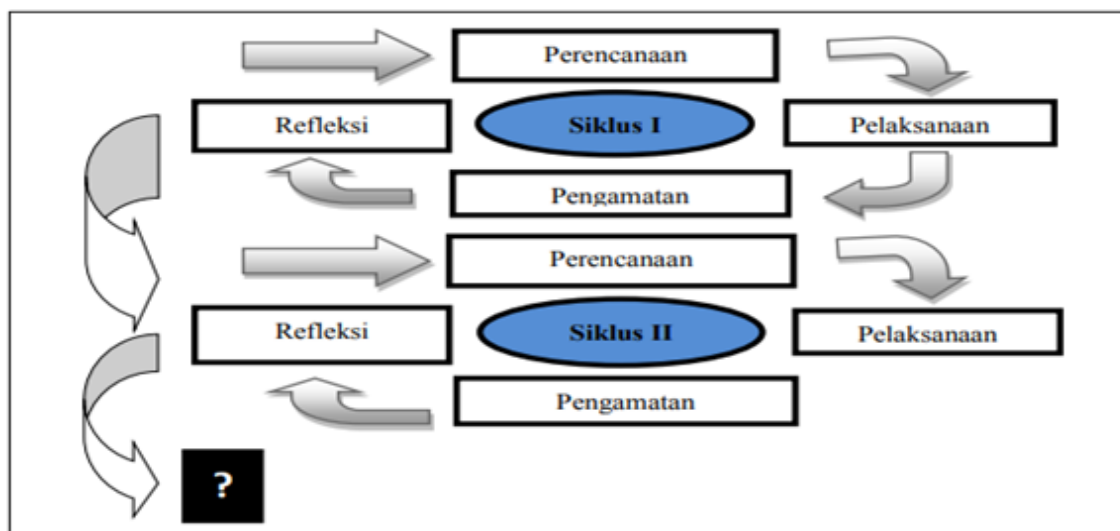 Perencanaan
Refleksi
Siklus I
Pelaksanaan
Pengamatan
Perencanaan
Refleksi
Siklus II
Pelaksanaan
Pengamatan
?